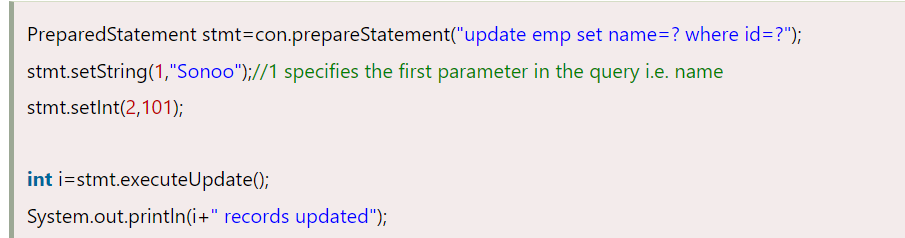 PreparedStatement stmt=con.prepareStatement("update emp set name=? where id=?");
stmt.setString(1,"Sonoo");//1 specifies the first parameter in the query i.e. name
stmt.setInt(2,101);
int i=stmt.executeUpdate();
System.out.println(i+" records updated");